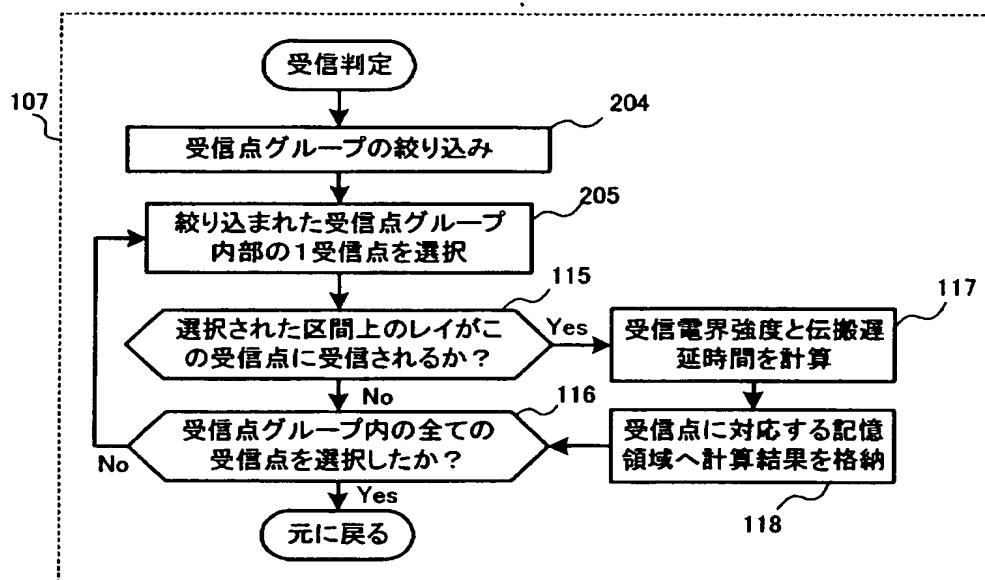 受信判定
107
204
受信点グループの絞り込み
205
絞り込まれた受信点グループ
内部の1受信点を選択
115
選択された区間上のレイがこ
の受信点に受信されるか?
Yes
117
受信電界強度と伝搬遅
延時間を計算
No
116
受信点グループ内の全ての
受信点を選択したか?
No
受信点に対応する記憶
領域へ計算結果を格納
118
Yes
元に戻る